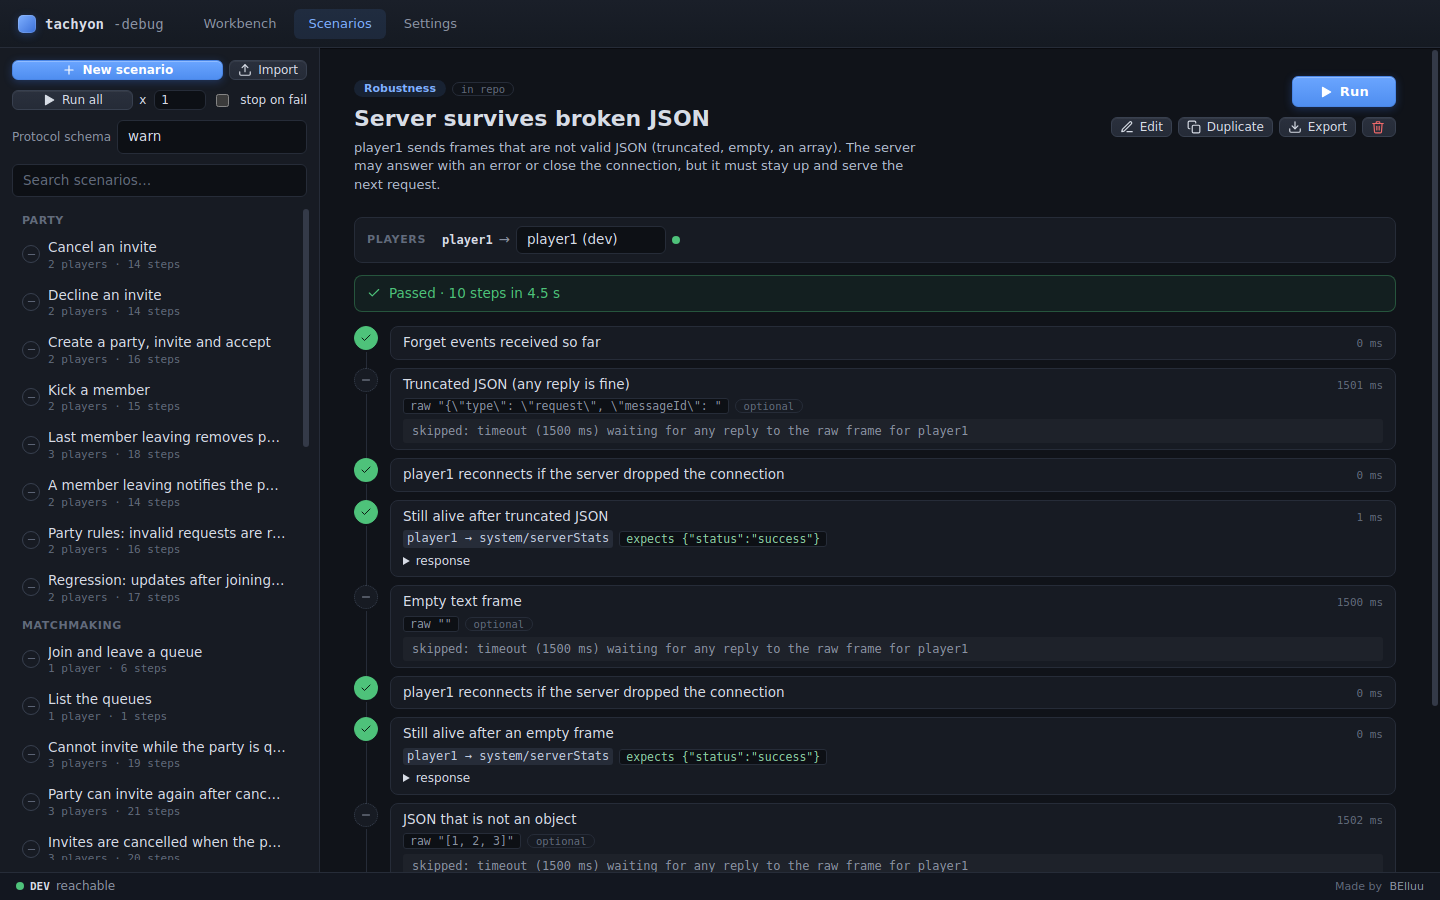 tachyon -debug
Workbench
Scenarios
Settings
New scenario
Import
Run all
x
1
stop on fail
Protocol schema
warn
Search scenarios...
PARTY
Cancel an invite
2 players · 14 steps
Decline an invite
2 players · 14 steps
Create a party, invite and accept
2 players · 16 steps
Kick a member
2 players · 15 steps
Last member leaving removes p...
3 players · 18 steps
A member leaving notifies the p...
2 players · 14 steps
Party rules: invalid requests are r...
2 players · 16 steps
Regression: updates after joining...
2 players · 17 steps
MATCHMAKING
Join and leave a queue
1 player · 6 steps
List the queues
1 player · 1 steps
Cannot invite while the party is q...
3 players · 19 steps
Party can invite again after canc...
3 players · 21 steps
Invites are cancelled when the p...
3 players · 20 steps
Robustness
in repo
Server survives broken JSON
player1 sends frames that are not valid JSON (truncated, empty, an array). The server
may answer with an error or close the connection, but it must stay up and serve the
next request.
Run
Edit
Duplicate
Export
PLAYERS player1 → player1 (dev)
Passed · 10 steps in 4.5 s
Forget events received so far
0 ms
Truncated JSON (any reply is fine)
1501 ms
raw "{\"type\": \"request\", \"messageId\": "
optional
skipped: timeout (1500 ms) waiting for any reply to the raw frame for player1
player1 reconnects if the server dropped the connection
0 ms
Still alive after truncated JSON
1 ms
player1 → system/serverStats
expects {"status":"success"}
response
Empty text frame
1500 ms
raw ""
optional
skipped: timeout (1500 ms) waiting for any reply to the raw frame for player1
player1 reconnects if the server dropped the connection
0 ms
Still alive after an empty frame
0 ms
player1 → system/serverStats
expects {"status":"success"}
response
JSON that is not an object
1502 ms
raw "[1, 2, 3]"
optional
skipped: timeout (1500 ms) waiting for any reply to the raw frame for player1
DEV reachable
Made by BElluu